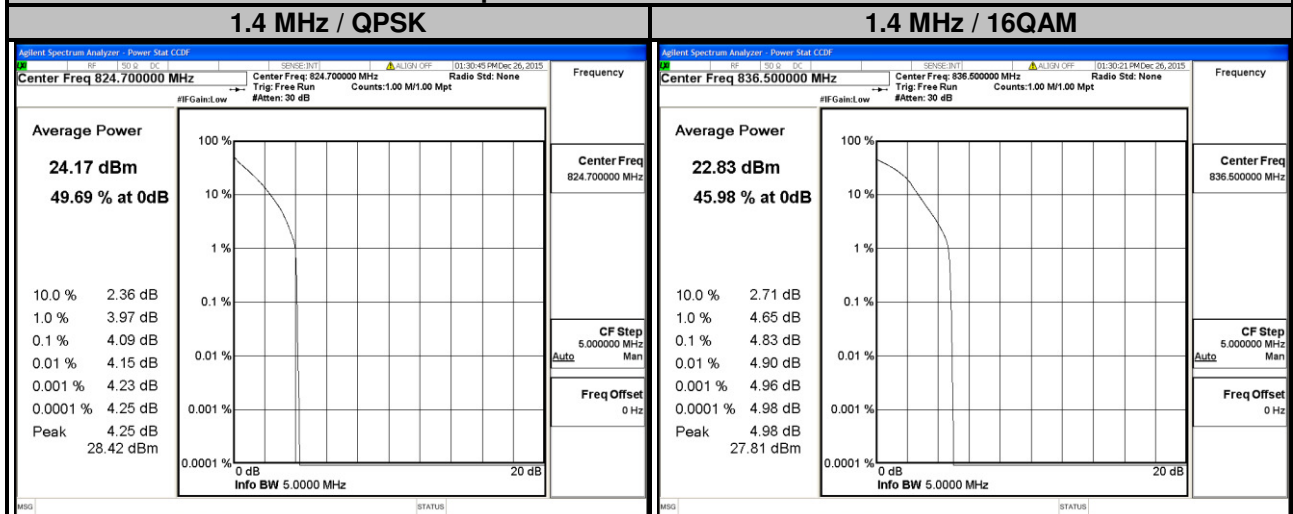 1.4 MHz / QPSK
Agilent Spectrum Analyzer - Power Stat CCDF
RF 50 Ω DC SENSE:INT ALIGN OFF 01:30:45 PM Dec 26, 2015
Center Freq 824.700000 MHz
Center Freq: 824.700000 MHz Radio Std: None
Trig: Free Run Counts:1.00 M/1.00 Mpt
#IFGain:Low #Atten: 30 dB
Frequency
Average Power
24.17 dBm
49.69 % at 0dB
10.0 % 2.36 dB
1.0 % 3.97 dB
0.1 % 4.09 dB
0.01 % 4.15 dB
0.001 % 4.23 dB
0.0001 % 4.25 dB
Peak 4.25 dB
28.42 dBm
100 %
10 %
1 %
0.1 %
0.01 %
0.001 %
0.0001 %
0 dB 20 dB
Info BW 5.0000 MHz
Center Freq
824.700000 MHz
CF Step
5.000000 MHz
Auto Man
Freq Offset
0 Hz
MSG STATUS
1.4 MHz / 16QAM
Agilent Spectrum Analyzer - Power Stat CCDF
RF 50 Ω DC SENSE:INT ALIGN OFF 01:30:21 PM Dec 26, 2015
Center Freq 836.500000 MHz
Center Freq: 836.500000 MHz Radio Std: None
Trig: Free Run Counts:1.00 M/1.00 Mpt
#IFGain:Low #Atten: 30 dB
Frequency
Average Power
22.83 dBm
45.98 % at 0dB
10.0 % 2.71 dB
1.0 % 4.65 dB
0.1 % 4.83 dB
0.01 % 4.90 dB
0.001 % 4.96 dB
0.0001 % 4.98 dB
Peak 4.98 dB
27.81 dBm
100 %
10 %
1 %
0.1 %
0.01 %
0.001 %
0.0001 %
0 dB 20 dB
Info BW 5.0000 MHz
Center Freq
836.500000 MHz
CF Step
5.000000 MHz
Auto Man
Freq Offset
0 Hz
MSG STATUS